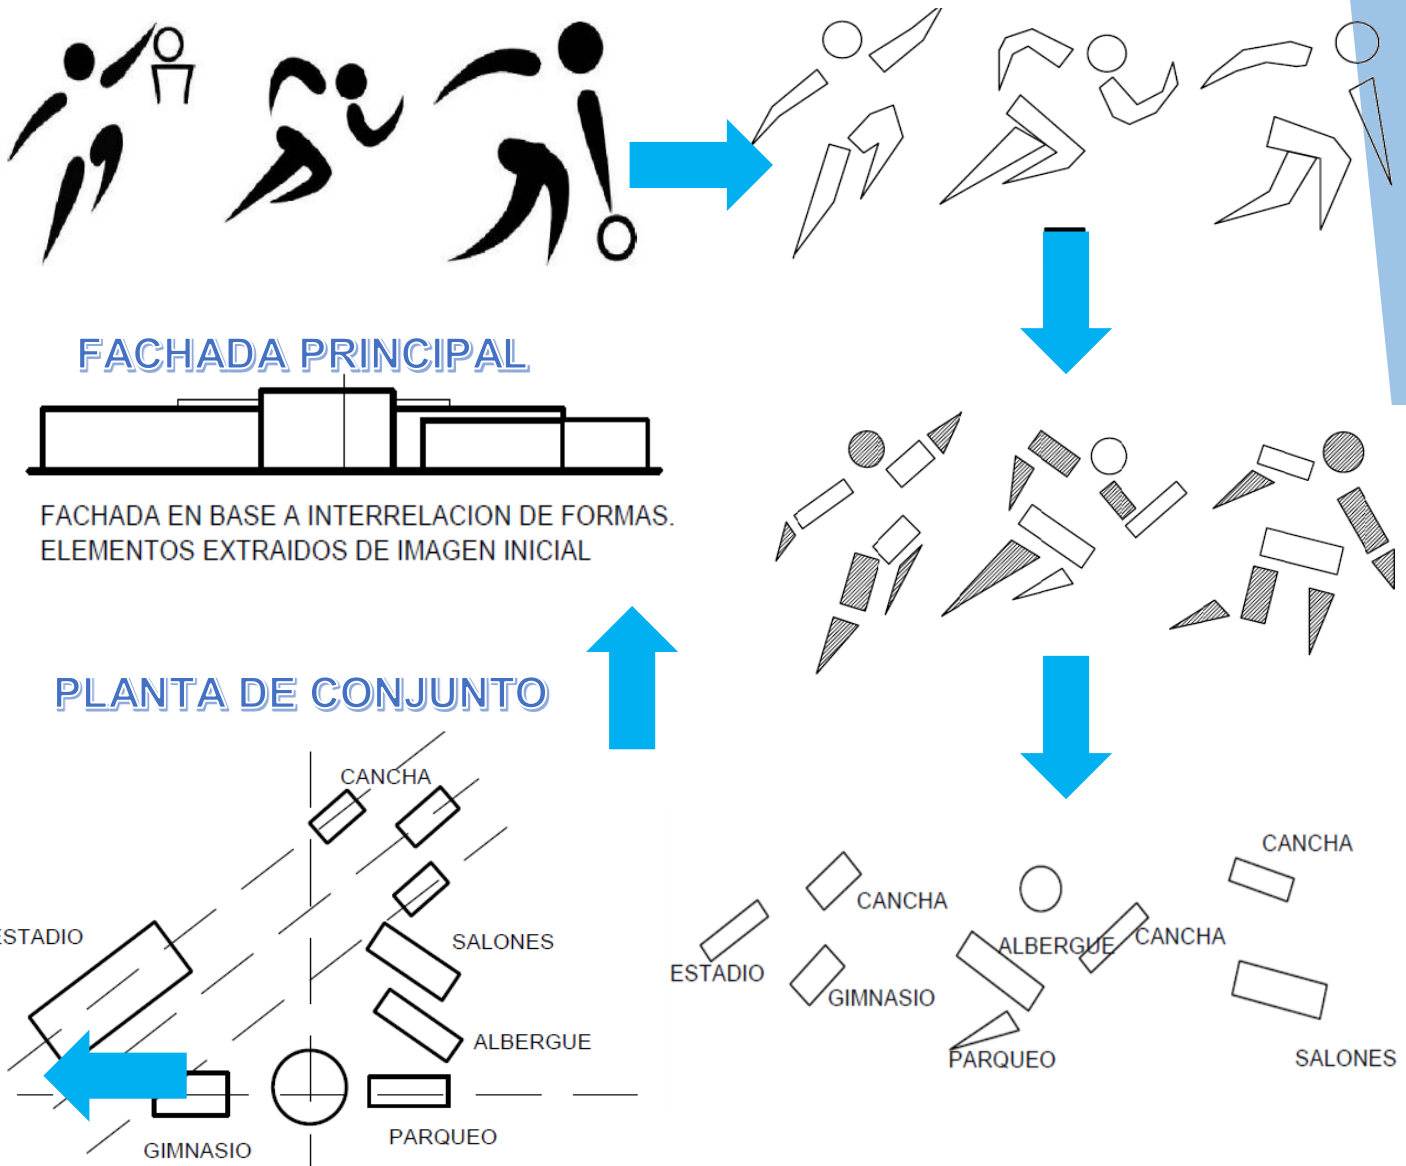 FACHADA PRINCIPAL
FACHADA EN BASE A INTERRELACION DE FORMAS.
ELEMENTOS EXTRAIDOS DE IMAGEN INICIAL
PLANTA DE CONJUNTO
CANCHA
ESTADIO
SALONES
ALBERGUE
GIMNASIO
PARQUEO
CANCHA
CANCHA
ALBERGUE
CANCHA
ESTADIO
GIMNASIO
PARQUEO
SALONES